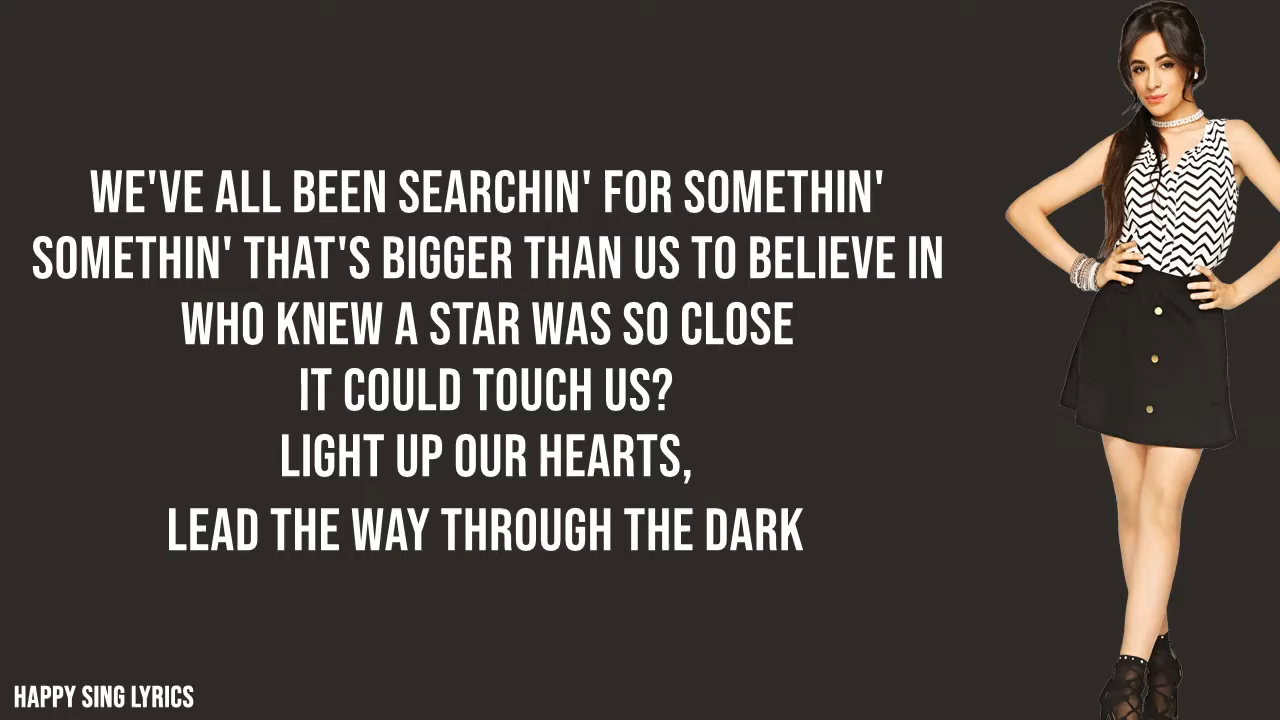 WE'VE ALL BEEN SEARCHIN' FOR SOMETHIN'
SOMETHIN' THAT'S BIGGER THAN US TO BELIEVE IN
WHO KNEW A STAR WAS SO CLOSE
IT COULD TOUCH US?
LIGHT UP OUR HEARTS,
LEAD THE WAY THROUGH THE DARK
HAPPY SING LYRICS